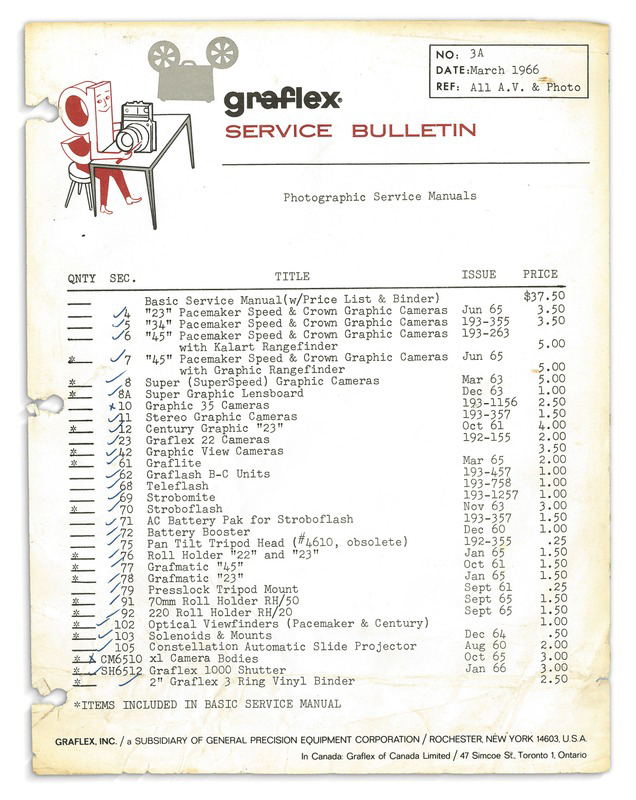 NO: 3A
DATE: March 1966
REF: All A.V. & Photo
graflex®
SERVICE BULLETIN
Photographic Service Manuals
QNTY SEC. TITLE ISSUE PRICE
Basic Service Manual(w/Price List & Binder) $37.50
4 "23" Pacemaker Speed & Crown Graphic Cameras Jun 65 3.50
5 "34" Pacemaker Speed & Crown Graphic Cameras 193-355 3.50
6 "45" Pacemaker Speed & Crown Graphic Cameras 193-263
with Kalart Rangefinder 5.00
* 7 "45" Pacemaker Speed & Crown Graphic Cameras Jun 65
with Graphic Rangefinder 5.00
* 8 Super (SuperSpeed) Graphic Cameras Mar 63 5.00
* 8A Super Graphic Lensboard Dec 63 1.00
10 Graphic 35 Cameras 193-1156 2.50
11 Stereo Graphic Cameras 193-357 1.50
* 12 Century Graphic "23" Oct 61 4.00
23 Graflex 22 Cameras 192-155 2.00
* 42 Graphic View Cameras 3.50
* 61 Graflite Mar 65 2.00
62 Graflash B-C Units 193-457 1.00
68 Teleflash 193-758 1.00
69 Strobomite 193-1257 1.00
* 70 Stroboflash Nov 63 3.00
71 AC Battery Pak for Stroboflash 193-357 1.50
72 Battery Booster Dec 60 1.00
75 Pan Tilt Tripod Head (#4610, obsolete) 192-355 .25
* 76 Roll Holder "22" and "23" Jan 65 1.50
* 77 Grafmatic "45" Oct 61 1.50
* 78 Grafmatic "23" Jan 65 1.50
79 Presslock Tripod Mount Sept 61 .25
* 91 70mm Roll Holder RH/50 Sept 65 1.50
* 92 220 Roll Holder RH/20 Sept 65 1.50
* 102 Optical Viewfinders (Pacemaker & Century) 1.00
* 103 Solenoids & Mounts Dec 64 .50
105 Constellation Automatic Slide Projector Aug 60 2.00
* CM6510 xl Camera Bodies Oct 65 3.00
* SH6512 Graflex 1000 Shutter Jan 66 3.00
* 2" Graflex 3 Ring Vinyl Binder 2.50
*ITEMS INCLUDED IN BASIC SERVICE MANUAL
GRAFLEX, INC. / a SUBSIDIARY OF GENERAL PRECISION EQUIPMENT CORPORATION / ROCHESTER, NEW YORK 14603, U.S.A.
In Canada: Graflex of Canada Limited / 47 Simcoe St., Toronto 1, Ontario